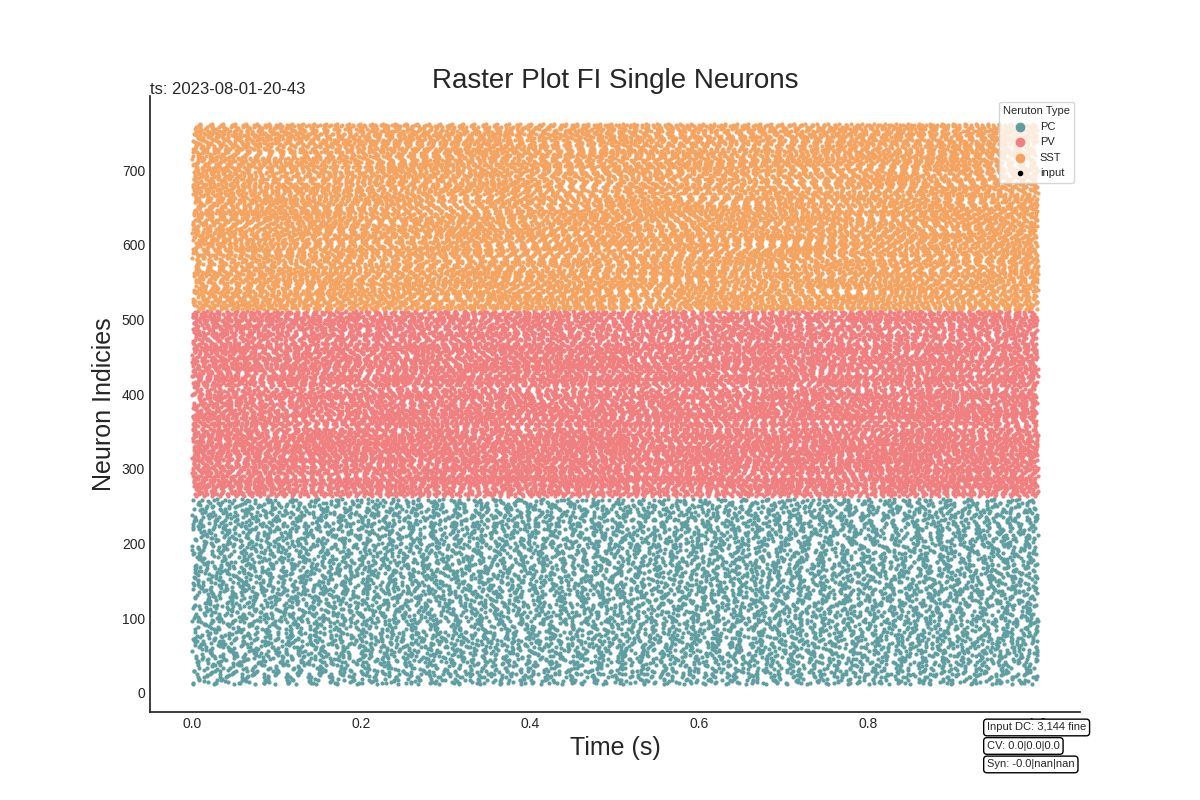 Raster Plot FI Single Neurons
ts: 2023-08-01-20-43
Neruton Type
PC
PV
SST
input
Neuron Indicies
700
600
500
400
300
200
100
0
0.0 0.2 0.4 0.6 0.8
Time (s)
Input DC: 3,144 fine
CV: 0.0|0.0|0.0
Syn: -0.0|nan|nan